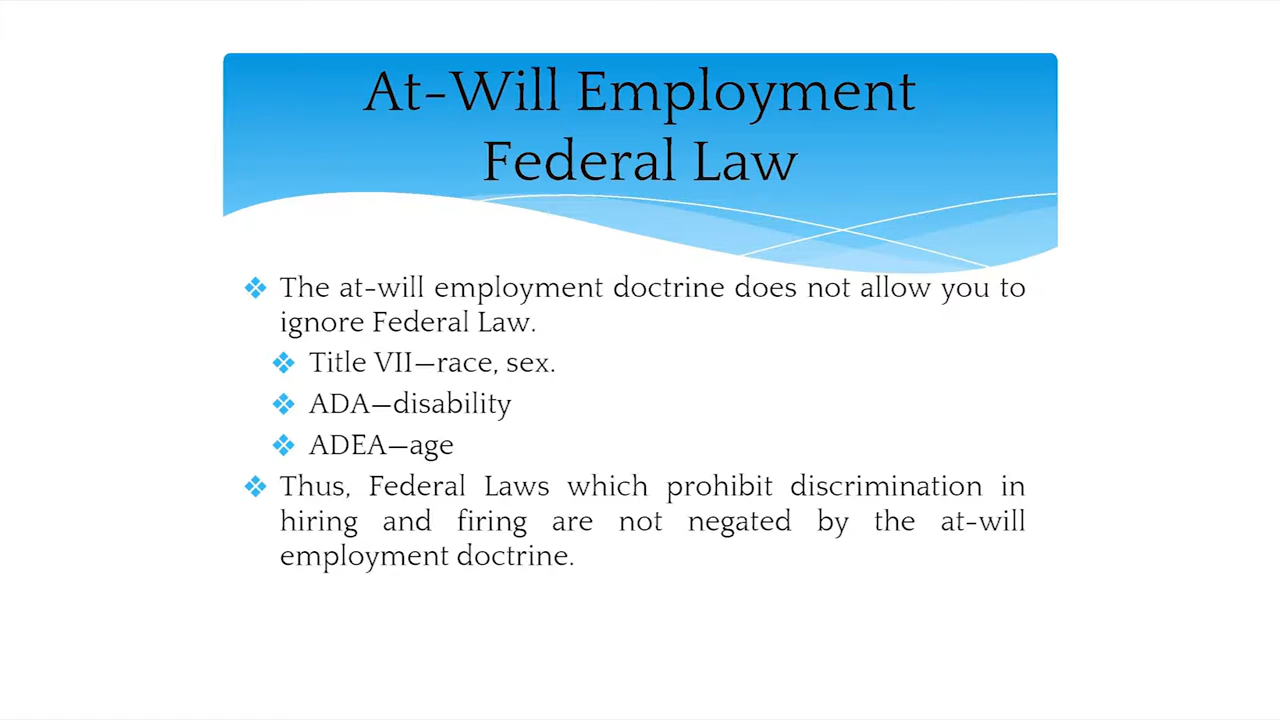 At-Will Employment
Federal Law
The at-will employment doctrine does not allow you to
ignore Federal Law.
Title VII—race, sex.
ADA—disability
ADEA—age
Thus, Federal Laws which prohibit discrimination in
hiring and firing are not negated by the at-will
employment doctrine.